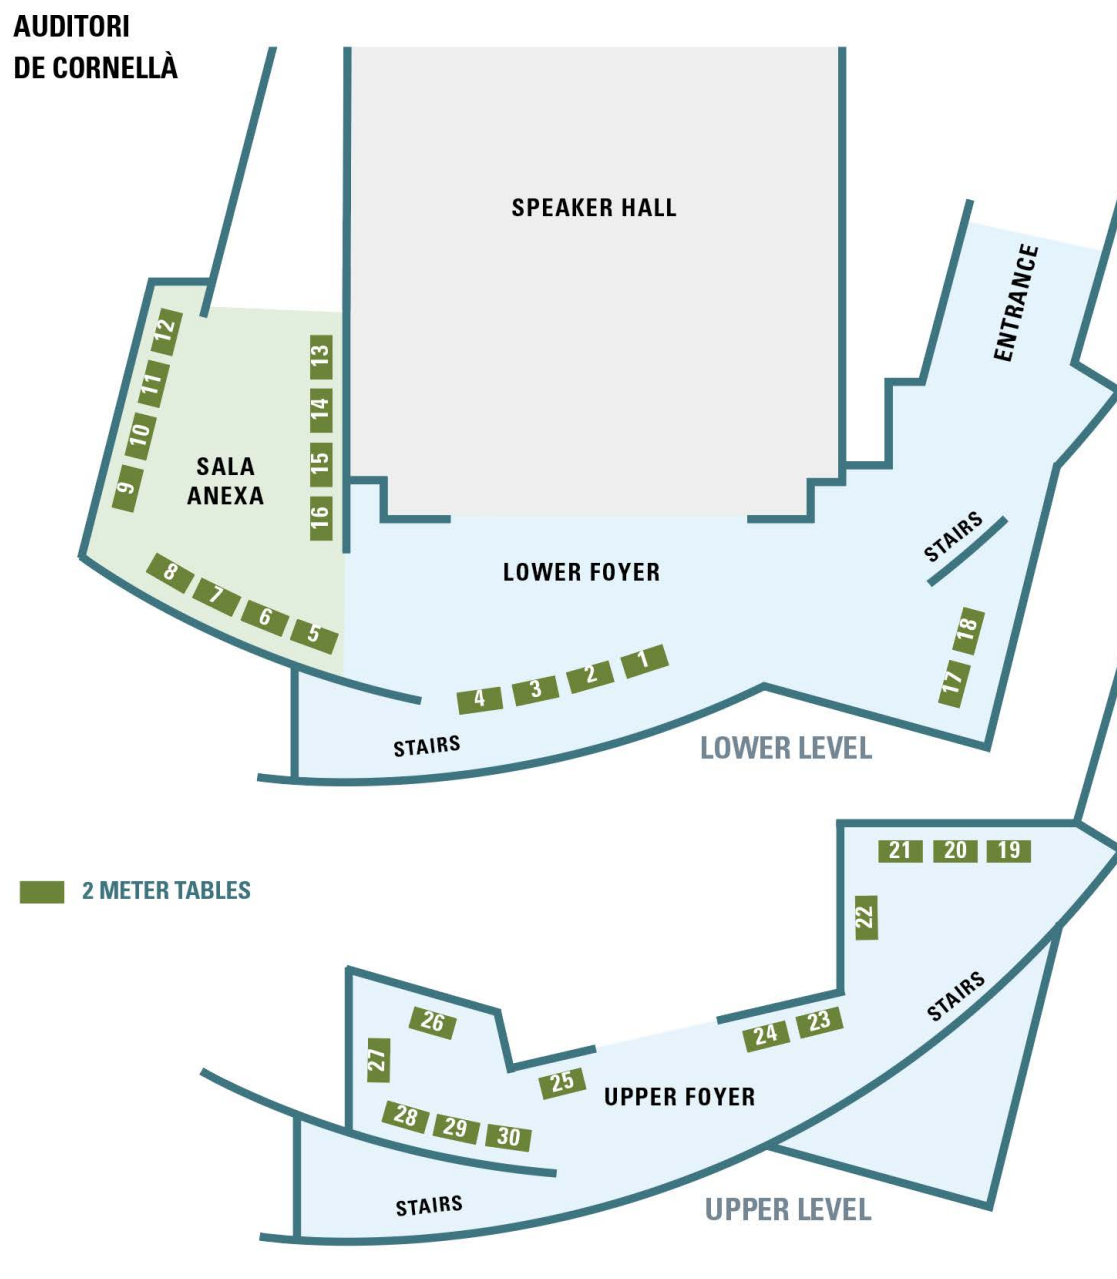 AUDITORI
DE CORNELLÀ
SPEAKER HALL
ENTRANCE
12
11
10
9
13
14
15
16
SALA
ANEXA
8
7
6
5
LOWER FOYER
STAIRS
18
17
1
2
3
4
STAIRS
LOWER LEVEL
2 METER TABLES
21
20
19
22
STAIRS
26
27
24
23
25
UPPER FOYER
28
29
30
STAIRS
UPPER LEVEL